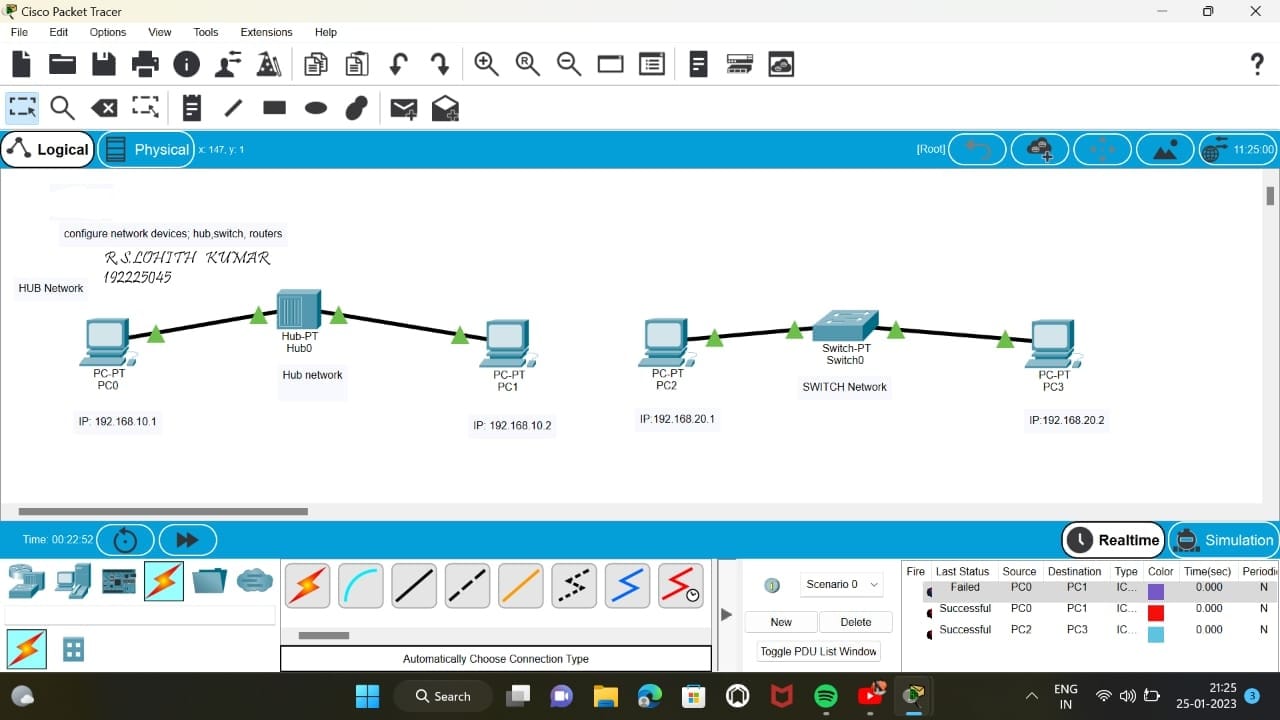 Cisco Packet Tracer
File Edit Options View Tools Extensions Help
Logical Physical x: 147, y: 1 [Root] 11:25:00
configure network devices; hub,switch, routers
R.S.LOHITH KUMAR
192225045
HUB Network
Hub-PT
Hub0
Hub network
PC-PT
PC0
IP: 192.168.10.1
PC-PT
PC1
IP: 192.168.10.2
PC-PT
PC2
IP:192.168.20.1
Switch-PT
Switch0
SWITCH Network
PC-PT
PC3
IP:192.168.20.2
Time: 00:22:52 Realtime Simulation
Scenario 0
New Delete
Toggle PDU List Window
Automatically Choose Connection Type
Fire Last Status Source Destination Type Color Time(sec) Periodi
Failed PC0 PC1 IC... 0.000 N
Successful PC0 PC1 IC... 0.000 N
Successful PC2 PC3 IC... 0.000 N
Search
ENG
IN
21:25
25-01-2023
3